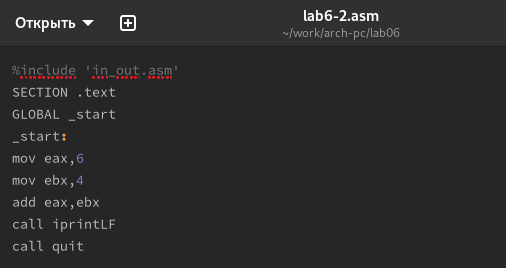 Открыть
lab6-2.asm
~/work/arch-pc/lab06
%include 'in_out.asm'
SECTION .text
GLOBAL _start
_start:
mov eax,6
mov ebx,4
add eax,ebx
call iprintLF
call quit